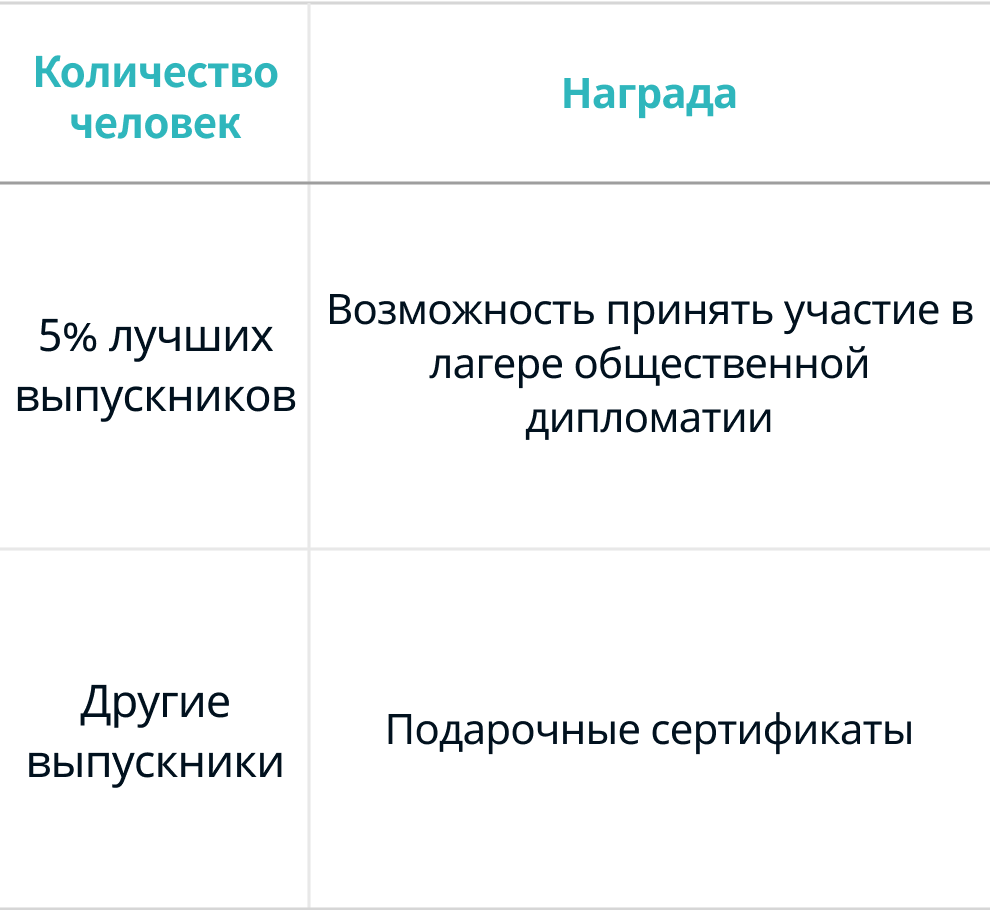 Количество
человек
Награда
5% лучших
выпускников
Возможность принять участие в
лагере общественной
дипломатии
Другие
выпускники
Подарочные сертификаты